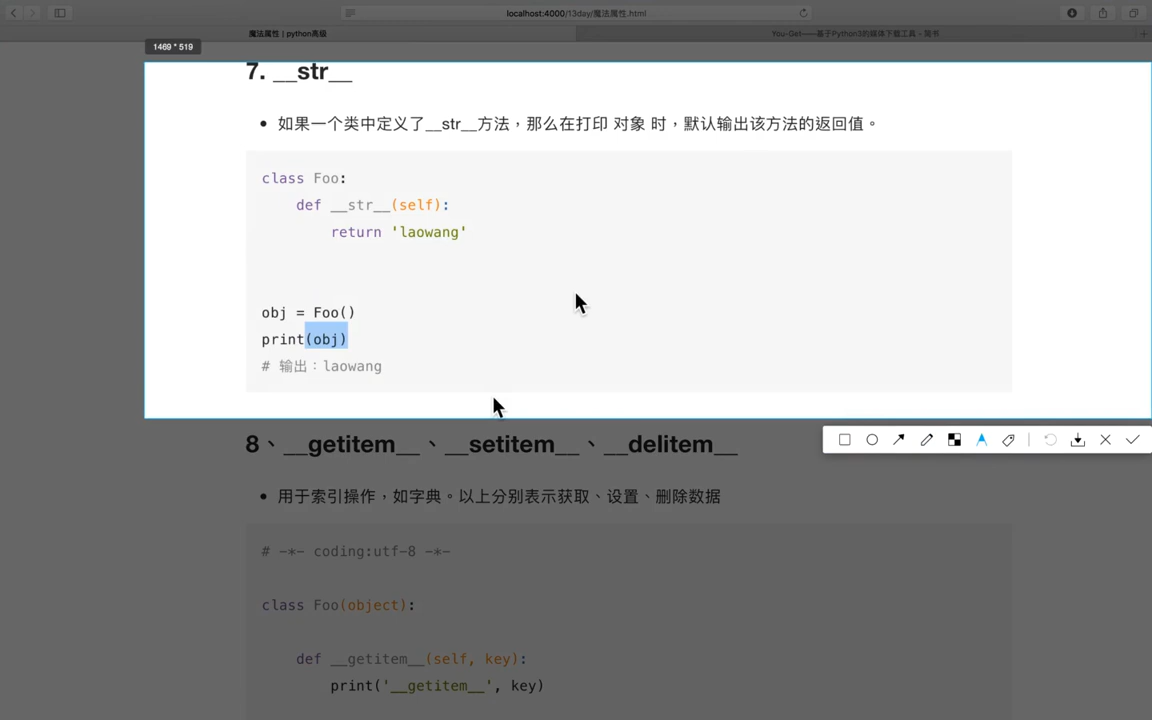 localhost:4000/13day/魔法属性.html
魔法属性 | python高级
You-Get——基于Python3的媒体下载工具 - 简书
1469 * 519
7. __str__
• 如果一个类中定义了__str__方法，那么在打印 对象 时，默认输出该方法的返回值。
class Foo:
def __str__(self):
return 'laowang'
obj = Foo()
print(obj)
# 输出：laowang
8、__getitem__、__setitem__、__delitem__
• 用于索引操作，如字典。以上分别表示获取、设置、删除数据
# -*- coding:utf-8 -*-
class Foo(object):
def __getitem__(self, key):
print('__getitem__', key)